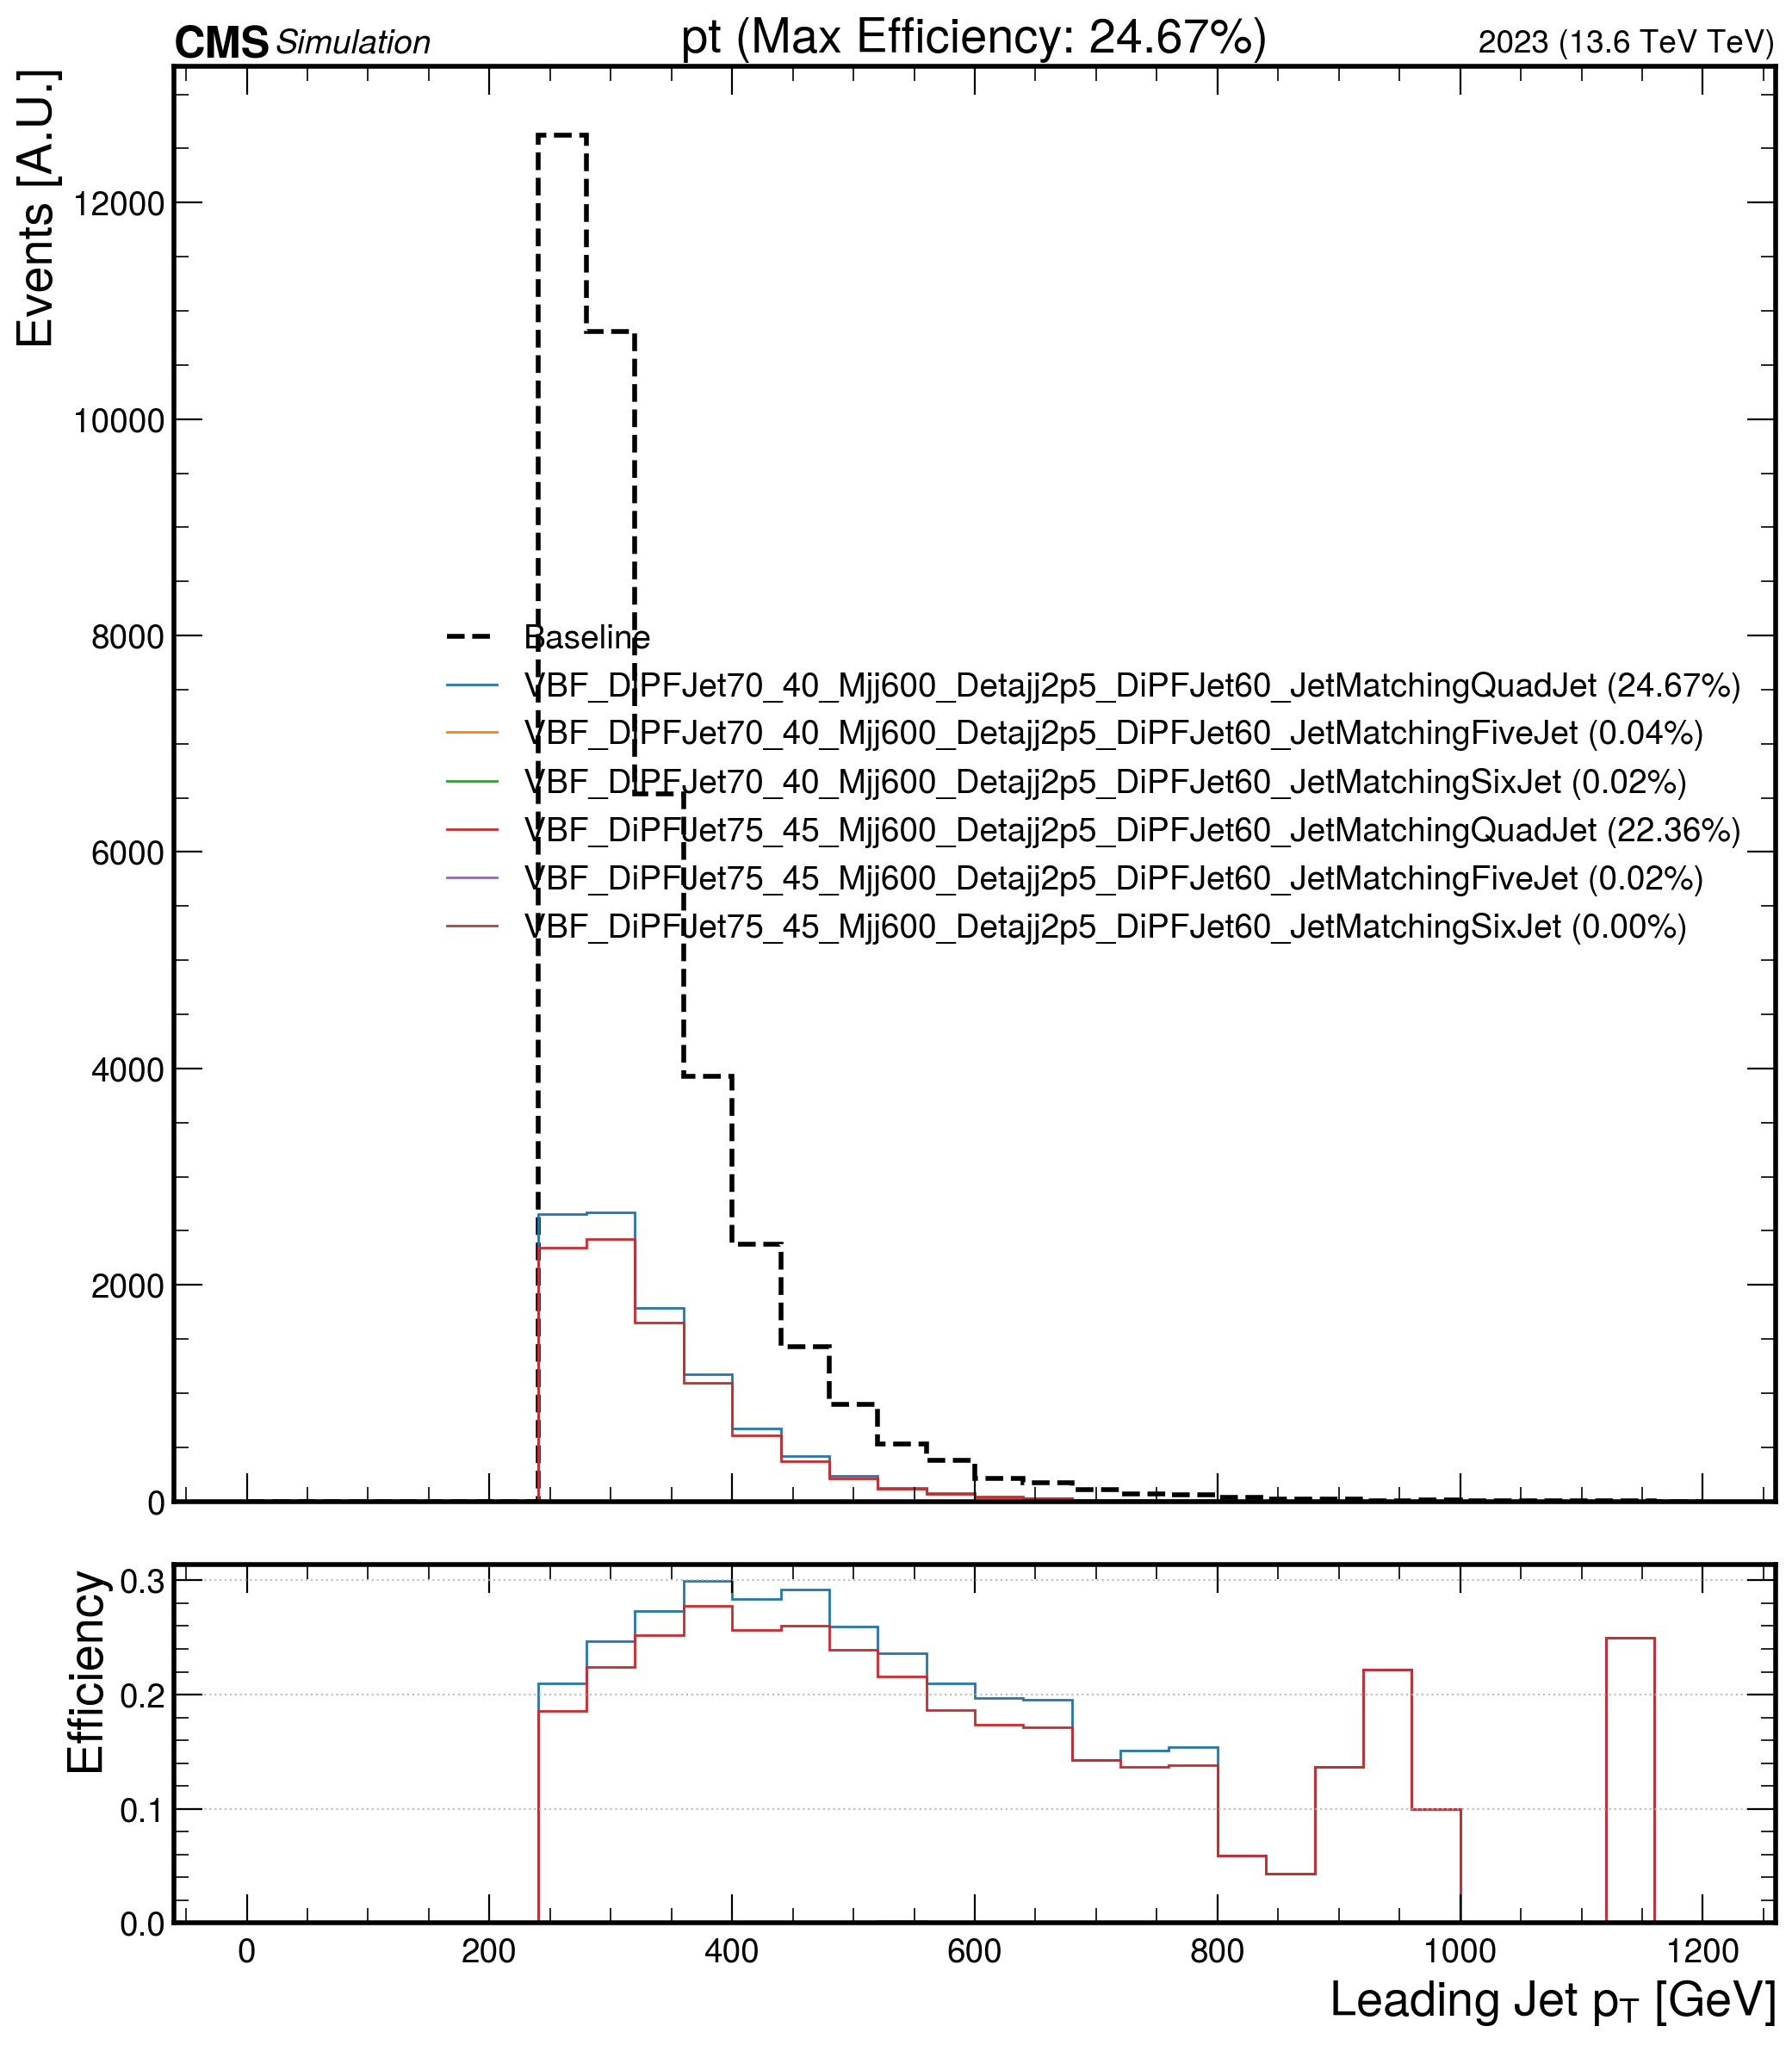 CMS Simulation pt (Max Efficiency: 24.67%) 2023 (13.6 TeV TeV)
Events [A.U.]
12000
10000
8000
6000
4000
2000
0
Baseline
VBF_DiPFJet70_40_Mjj600_Detajj2p5_DiPFJet60_JetMatchingQuadJet (24.67%)
VBF_DiPFJet70_40_Mjj600_Detajj2p5_DiPFJet60_JetMatchingFiveJet (0.04%)
VBF_DiPFJet70_40_Mjj600_Detajj2p5_DiPFJet60_JetMatchingSixJet (0.02%)
VBF_DiPFJet75_45_Mjj600_Detajj2p5_DiPFJet60_JetMatchingQuadJet (22.36%)
VBF_DiPFJet75_45_Mjj600_Detajj2p5_DiPFJet60_JetMatchingFiveJet (0.02%)
VBF_DiPFJet75_45_Mjj600_Detajj2p5_DiPFJet60_JetMatchingSixJet (0.00%)
Efficiency
0.3
0.2
0.1
0.0
0 200 400 600 800 1000 1200
Leading Jet p_T [GeV]